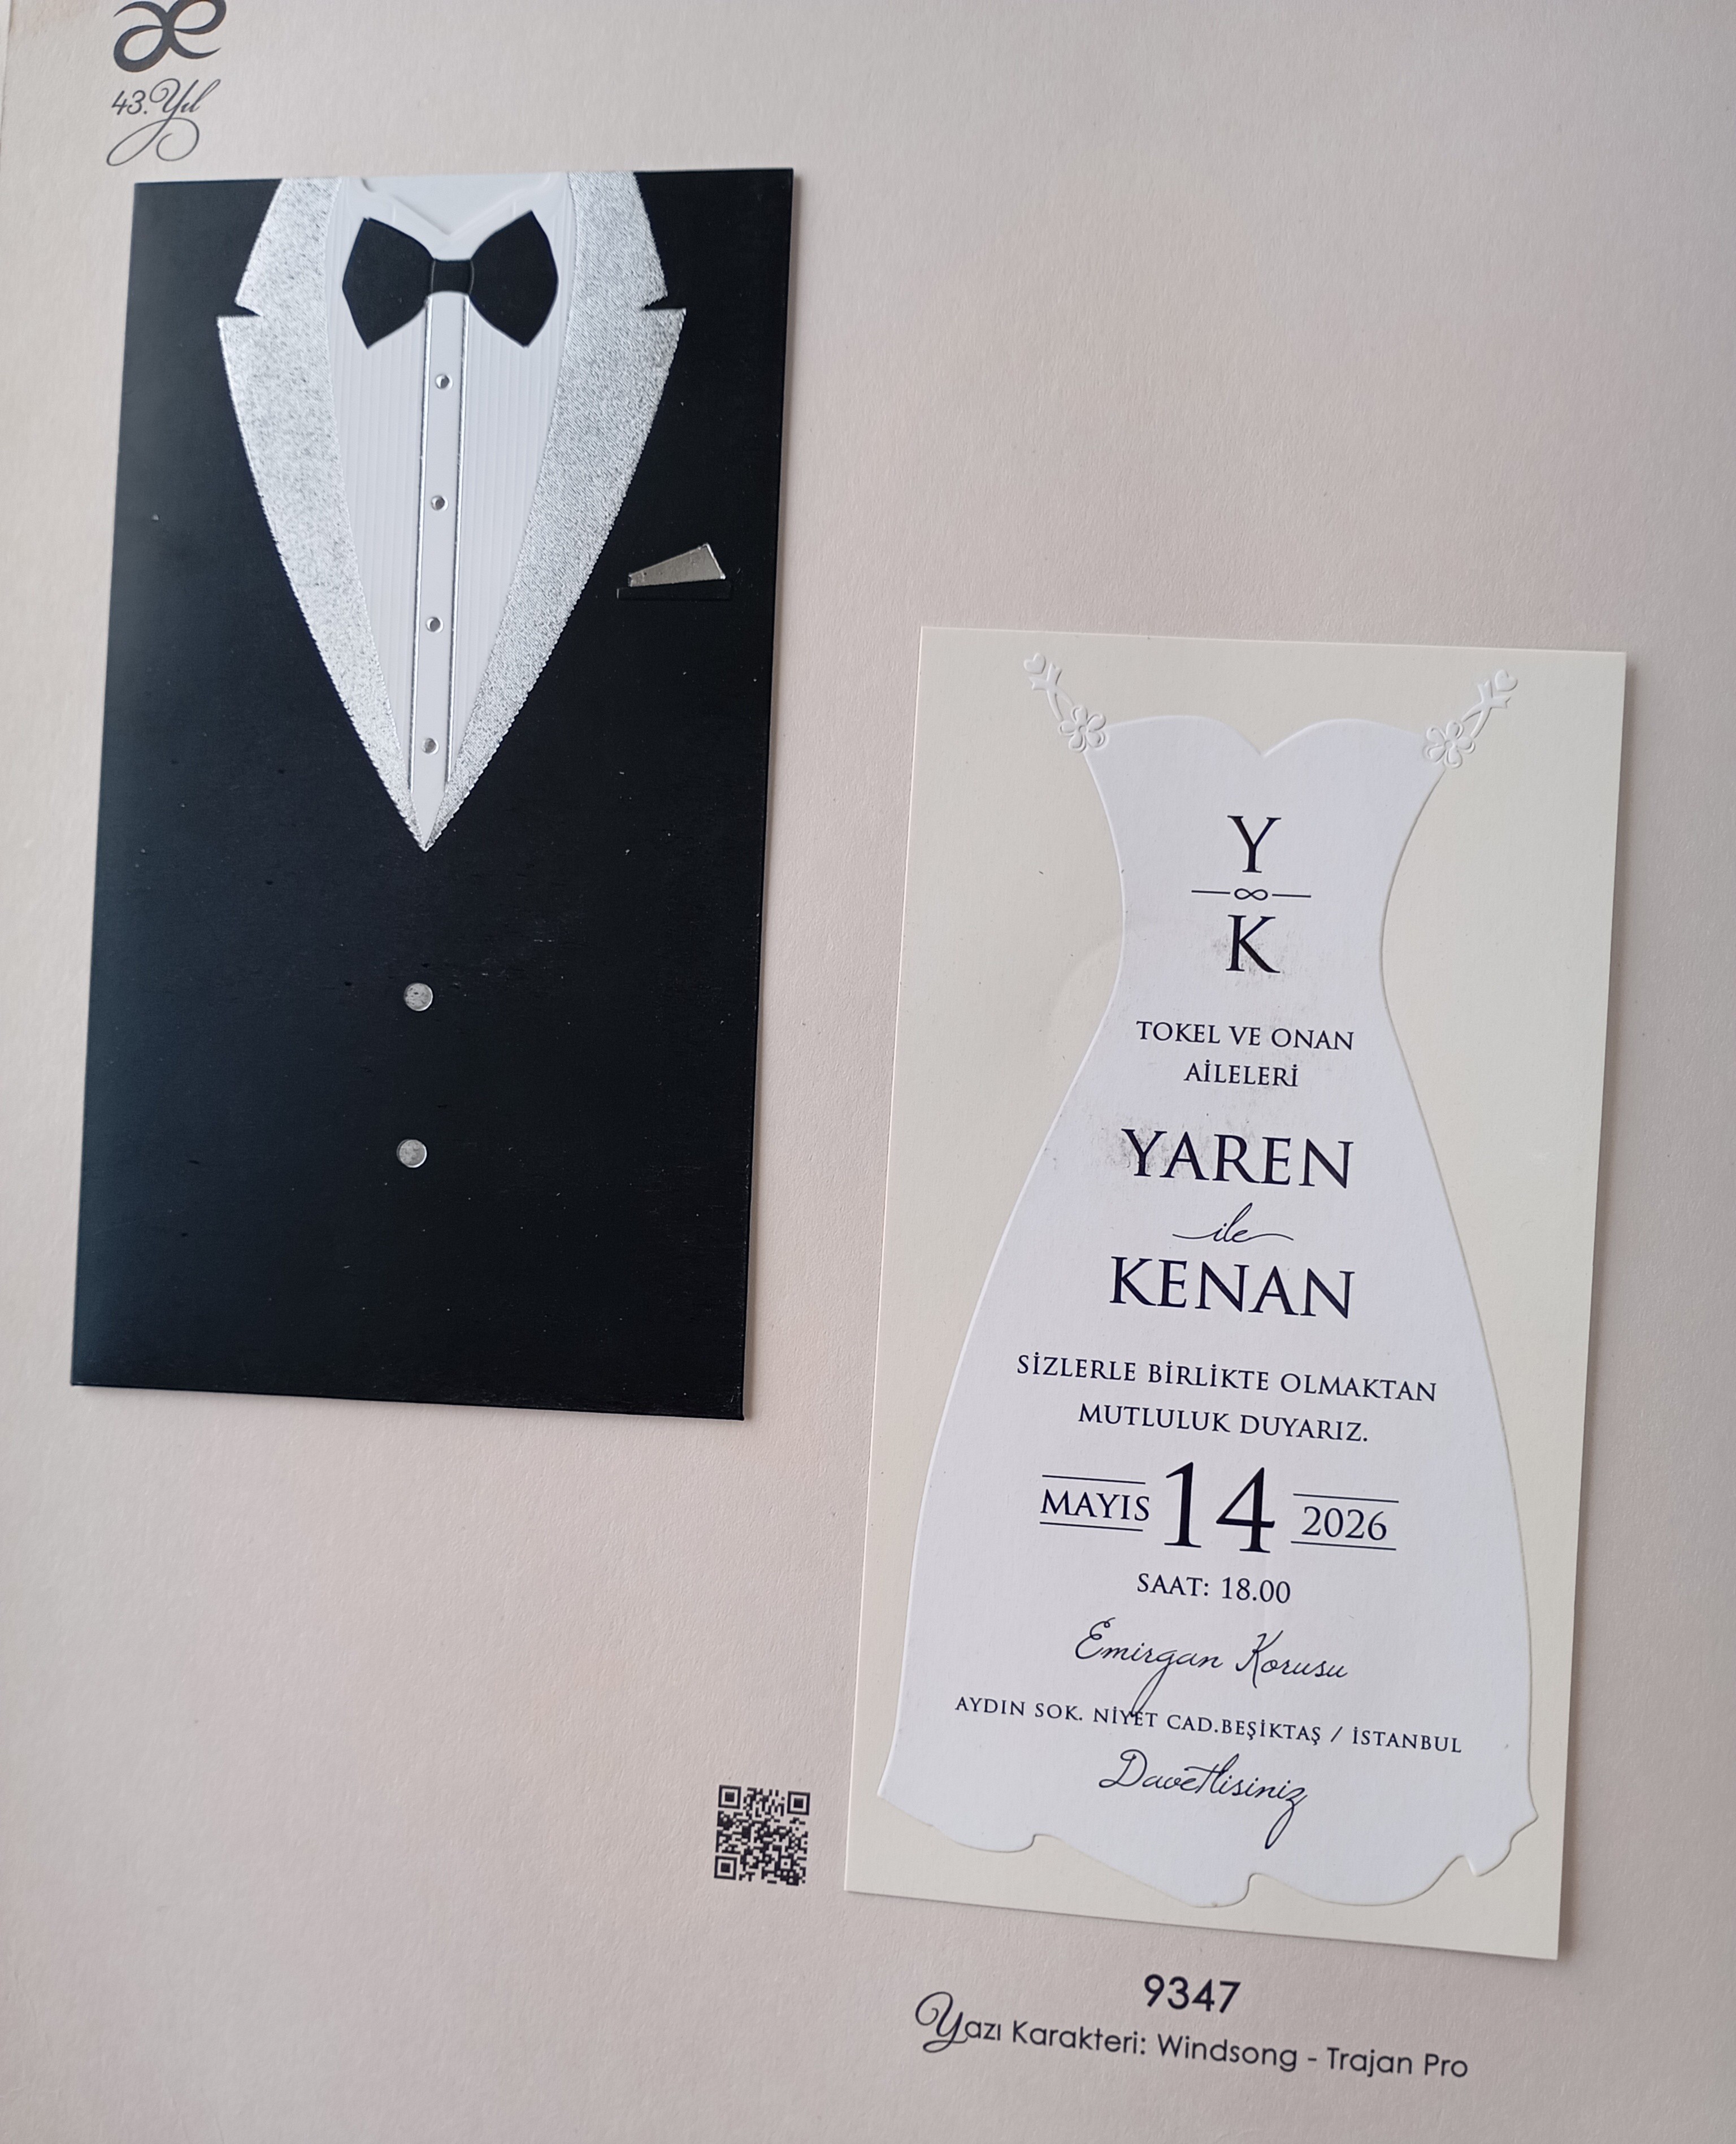 æ
43. Yıl
Y
∞
K
TOKEL VE ONAN
AİLELERİ
YAREN
ile
KENAN
SİZLERLE BİRLİKTE OLMAKTAN
MUTLULUK DUYARIZ.
MAYIS 14 2026
SAAT: 18.00
Emirgan Korusu
AYDIN SOK. NİYET CAD.BEŞİKTAŞ / İSTANBUL
Davetlisiniz
9347
Yazı Karakteri: Windsong - Trajan Pro